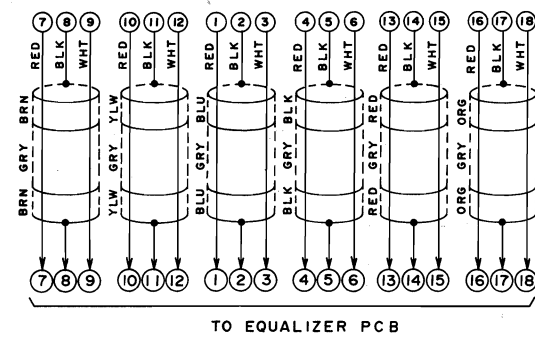 7 8 9 10 11 12 1 2 3 4 5 6 13 14 15 16 17 18
RED BLK WHT RED BLK WHT RED BLK WHT RED BLK WHT RED BLK WHT RED BLK WHT
BRN YLW BLU BLK RED ORG
GRY GRY GRY GRY GRY GRY
BRN YLW BLU BLK RED ORG
7 8 9 10 11 12 1 2 3 4 5 6 13 14 15 16 17 18
TO EQUALIZER PCB